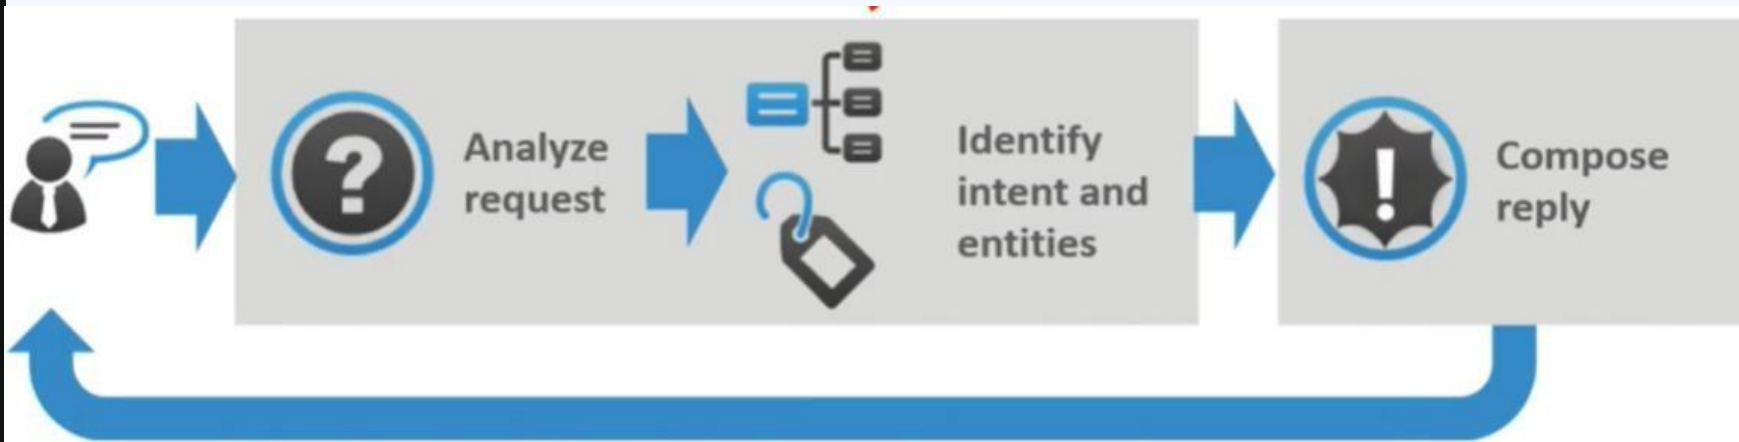 Analyze
request
Identify
intent and
entities
Compose
reply